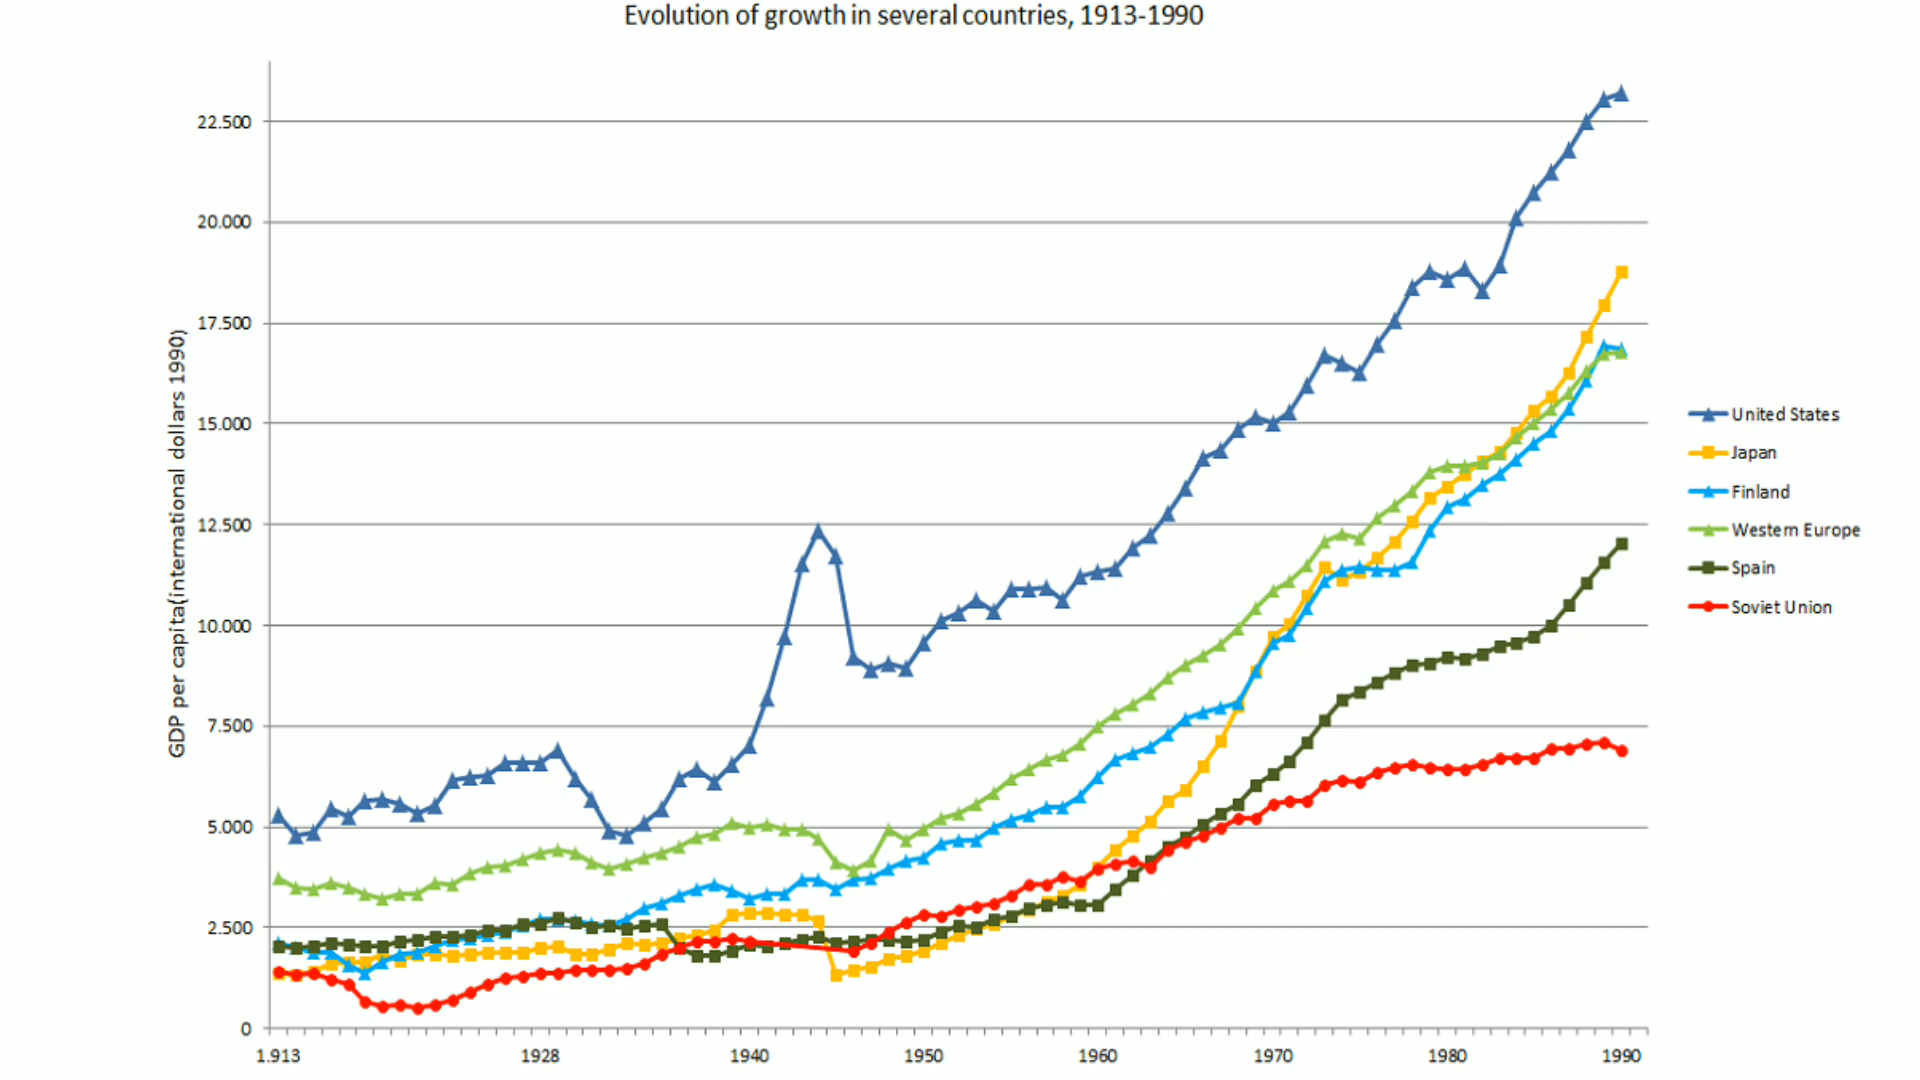 Evolution of growth in several countries, 1913-1990
GDP per capita(international dollars 1990)
22.500
20.000
17.500
15.000
12.500
10.000
7.500
5.000
2.500
0
1.913 1928 1940 1950 1960 1970 1980 1990
United States
Japan
Finland
Western Europe
Spain
Soviet Union